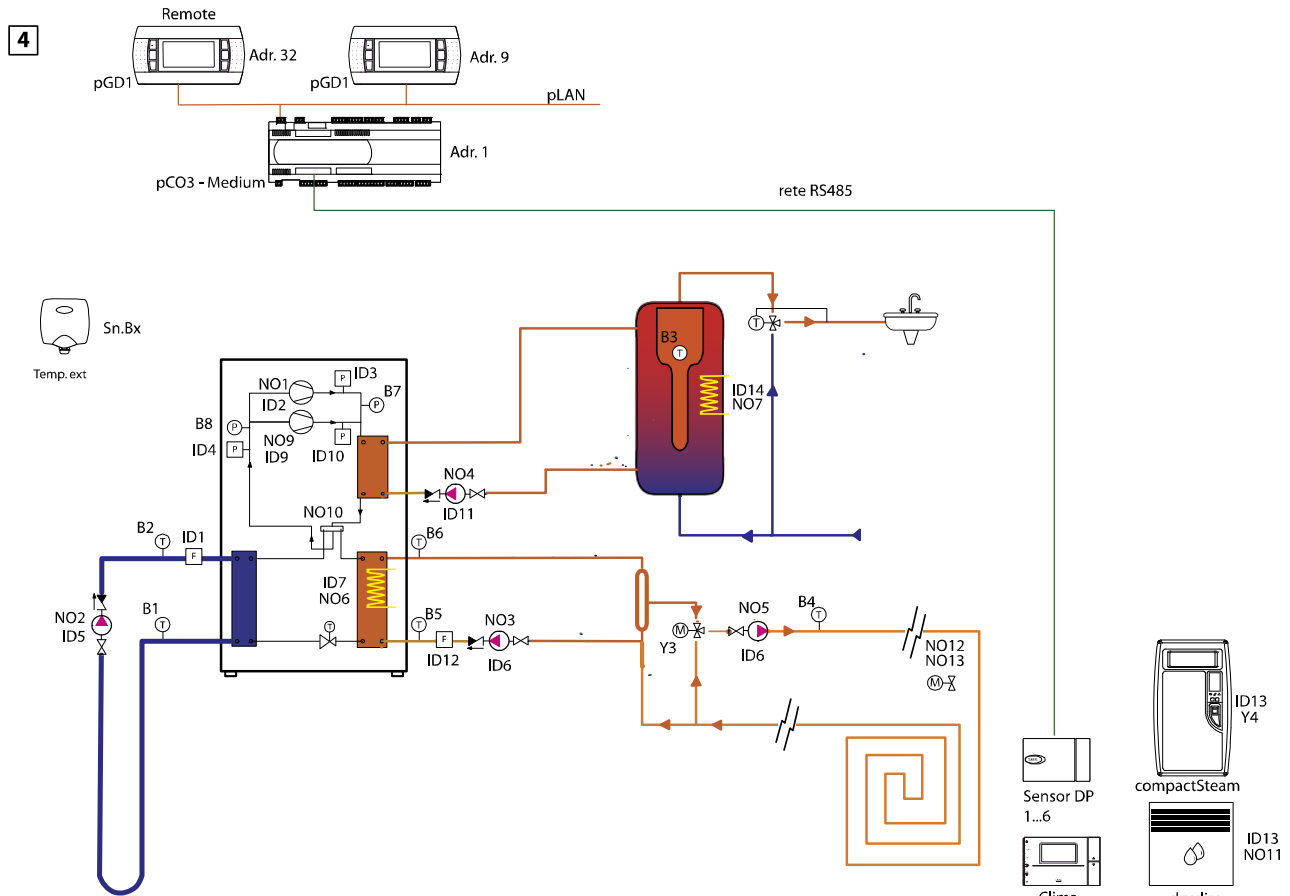 4
Remote
Adr. 32
pGD1
Adr. 9
pGD1
pLAN
Adr. 1
pCO3 - Medium
rete RS485
Sn.Bx
Temp. ext
ID3
P
NO1
ID2
B7
P
B8
P
ID4
P
NO9
ID9
P
ID10
NO10
NO4
ID11
B3
T
ID14
NO7
T
B2
T
ID1
F
B6
T
NO2
ID5
B1
T
ID7
NO6
T
B5
T
F
ID12
NO3
ID6
M
Y3
NO5
ID6
B4
T
NO12
NO13
M
ID13
Y4
compactSteam
Sensor DP
1...6
ID13
NO11